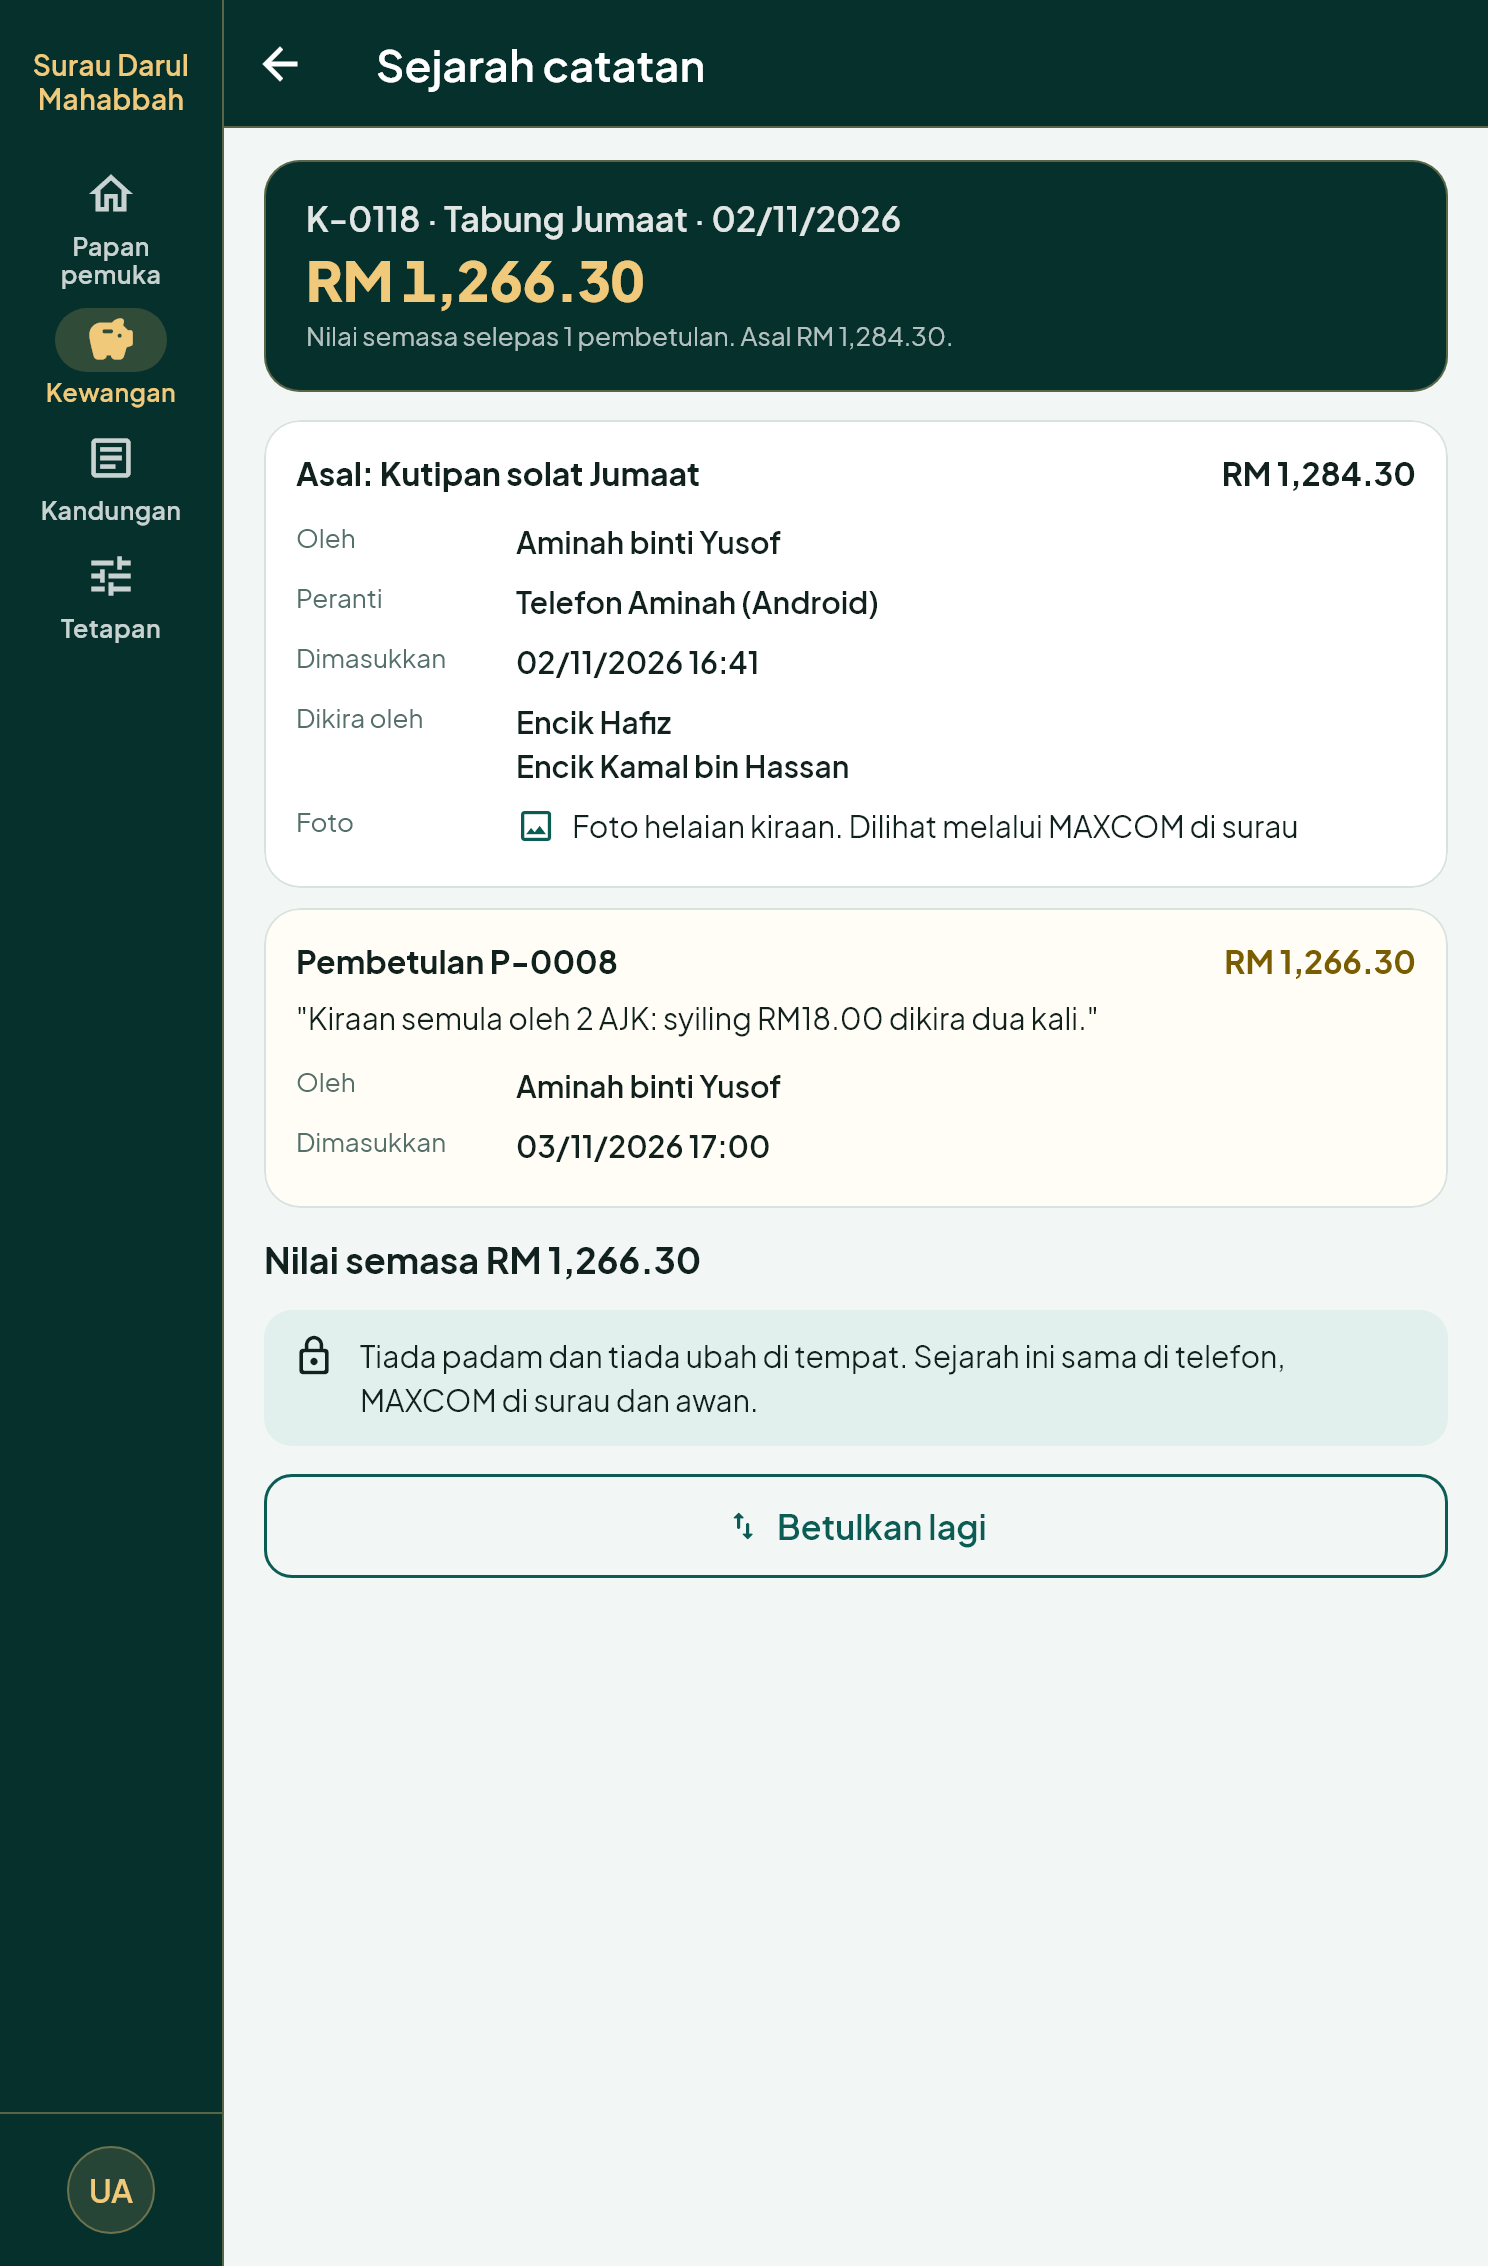 Surau Darul
Mahabbah
Papan
pemuka
Kewangan
Kandungan
Tetapan
UA
Sejarah catatan
K-0118 · Tabung Jumaat · 02/11/2026
RM 1,266.30
Nilai semasa selepas 1 pembetulan. Asal RM 1,284.30.
Asal: Kutipan solat Jumaat RM 1,284.30
Oleh Aminah binti Yusof
Peranti Telefon Aminah (Android)
Dimasukkan 02/11/2026 16:41
Dikira oleh Encik Hafiz
Encik Kamal bin Hassan
Foto Foto helaian kiraan. Dilihat melalui MAXCOM di surau
Pembetulan P-0008 RM 1,266.30
"Kiraan semula oleh 2 AJK: syiling RM18.00 dikira dua kali."
Oleh Aminah binti Yusof
Dimasukkan 03/11/2026 17:00
Nilai semasa RM 1,266.30
Tiada padam dan tiada ubah di tempat. Sejarah ini sama di telefon,
MAXCOM di surau dan awan.
Betulkan lagi